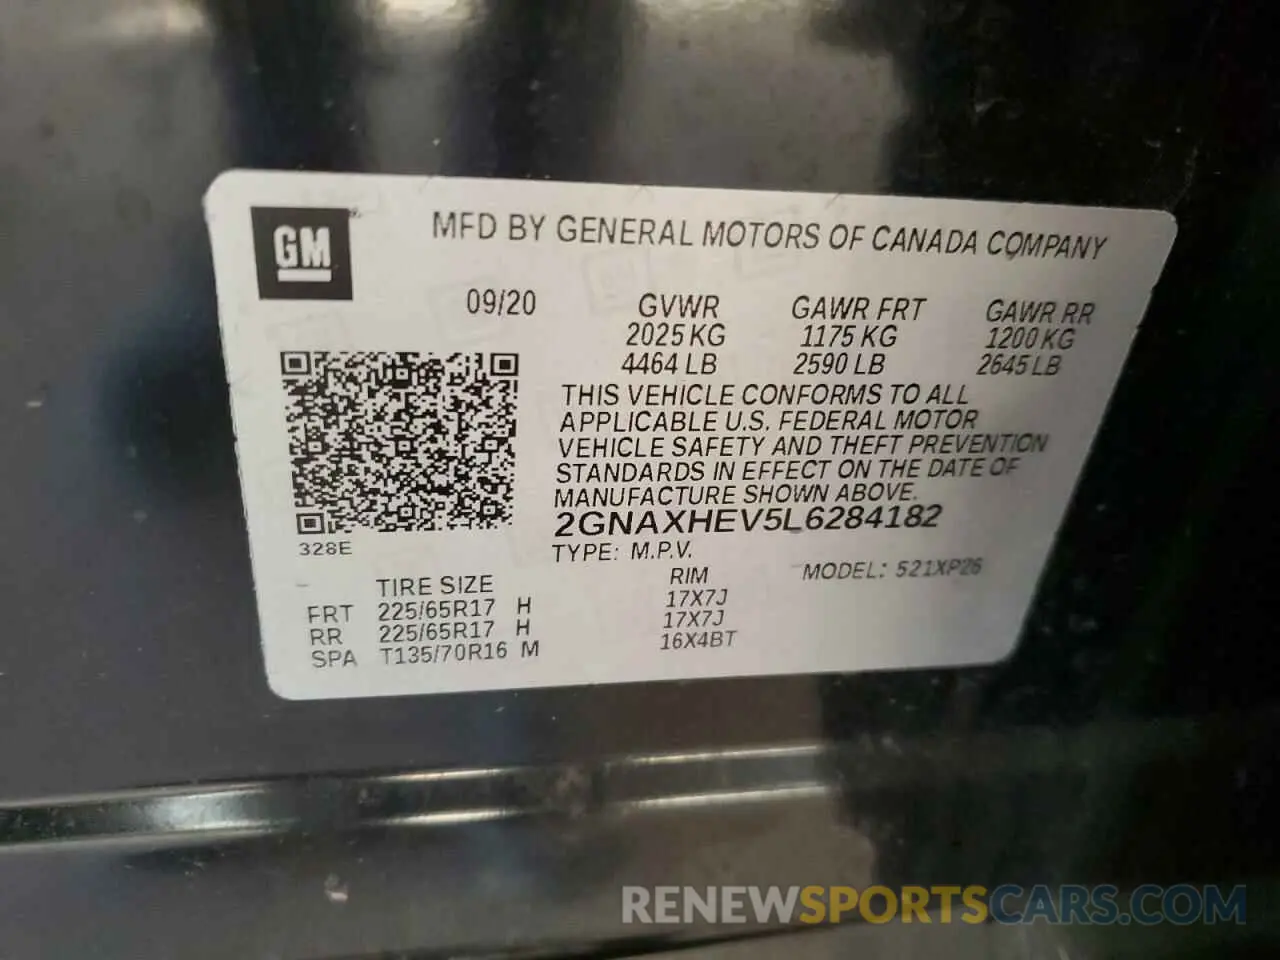 GM
MFD BY GENERAL MOTORS OF CANADA COMPANY
09/20 GVWR GAWR FRT GAWR RR
2025 KG 1175 KG 1200 KG
4464 LB 2590 LB 2645 LB
THIS VEHICLE CONFORMS TO ALL
APPLICABLE U.S. FEDERAL MOTOR
VEHICLE SAFETY AND THEFT PREVENTION
STANDARDS IN EFFECT ON THE DATE OF
MANUFACTURE SHOWN ABOVE.
2GNAXHEV5L6284182
328E
TYPE: M.P.V. MODEL: 521XP26
TIRE SIZE RIM
FRT 225/65R17 H 17X7J
RR 225/65R17 H 17X7J
SPA T135/70R16 M 16X4BT
RENEWSPORTSCARS.COM